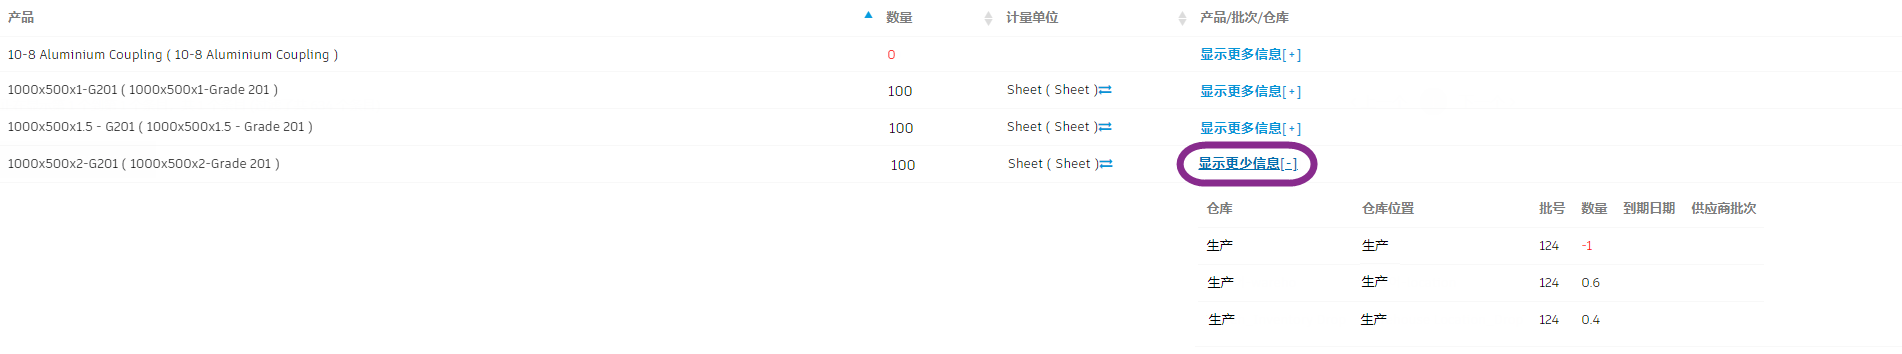 产品 数量 计量单位 产品/批次/仓库
10-8 Aluminium Coupling ( 10-8 Aluminium Coupling ) 0 显示更多信息[+]
1000x500x1-G201 ( 1000x500x1-Grade 201 ) 100 Sheet ( Sheet ) 显示更多信息[+]
1000x500x1.5 - G201 ( 1000x500x1.5 - Grade 201 ) 100 Sheet ( Sheet ) 显示更多信息[+]
1000x500x2-G201 ( 1000x500x2-Grade 201 ) 100 Sheet ( Sheet ) 显示更少信息[-]
仓库 仓库位置 批号 数量 到期日期 供应商批次
生产 生产 124 -1
生产 生产 124 0.6
生产 生产 124 0.4